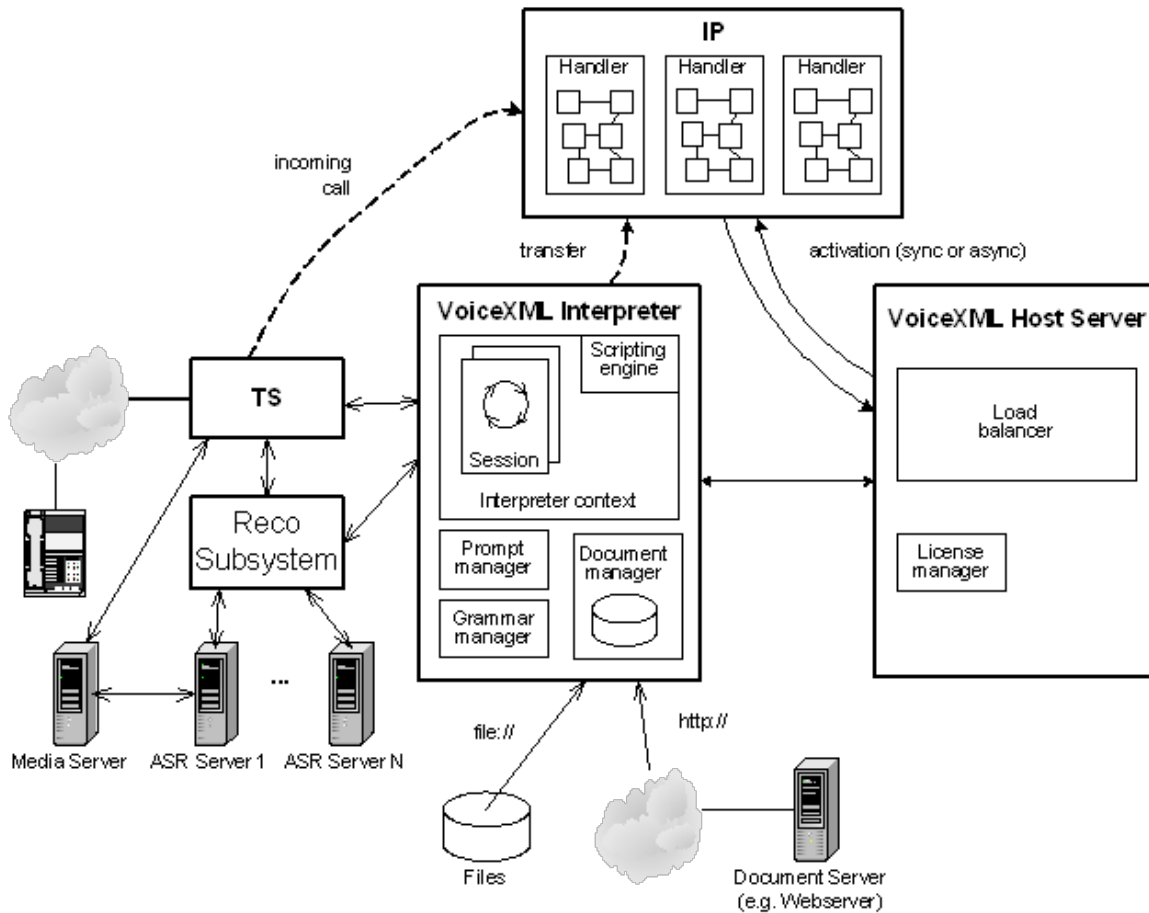 IP
Handler
Handler
Handler
incoming
call
transfer
activation (sync or async)
VoiceXML Interpreter
VoiceXML Host Server
Scripting
engine
TS
Load
balancer
Session
Interpreter context
Reco
Subsystem
Prompt
manager
Document
manager
License
manager
Grammar
manager
...
file://
http://
Media Server
ASR Server 1
ASR Server N
Files
Document Server
(e.g. Webserver)